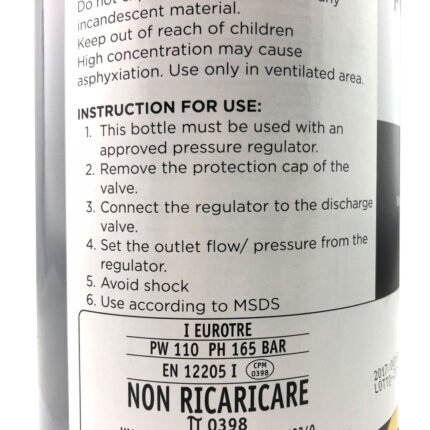 Do not
any
incandescent material.
Keep out of reach of children
High concentration may cause
asphyxiation. Use only in ventilated area.
INSTRUCTION FOR USE:
1. This bottle must be used with an
approved pressure regulator.
2. Remove the protection cap of the
valve.
3. Connect the regulator to the discharge
valve.
4. Set the outlet flow/ pressure from the
regulator.
5. Avoid shock
6. Use according to MSDS
I EUROTRE
PW 110 PH 165 BAR
EN 12205 I CPM 0398
NON RICARICARE
π 0398